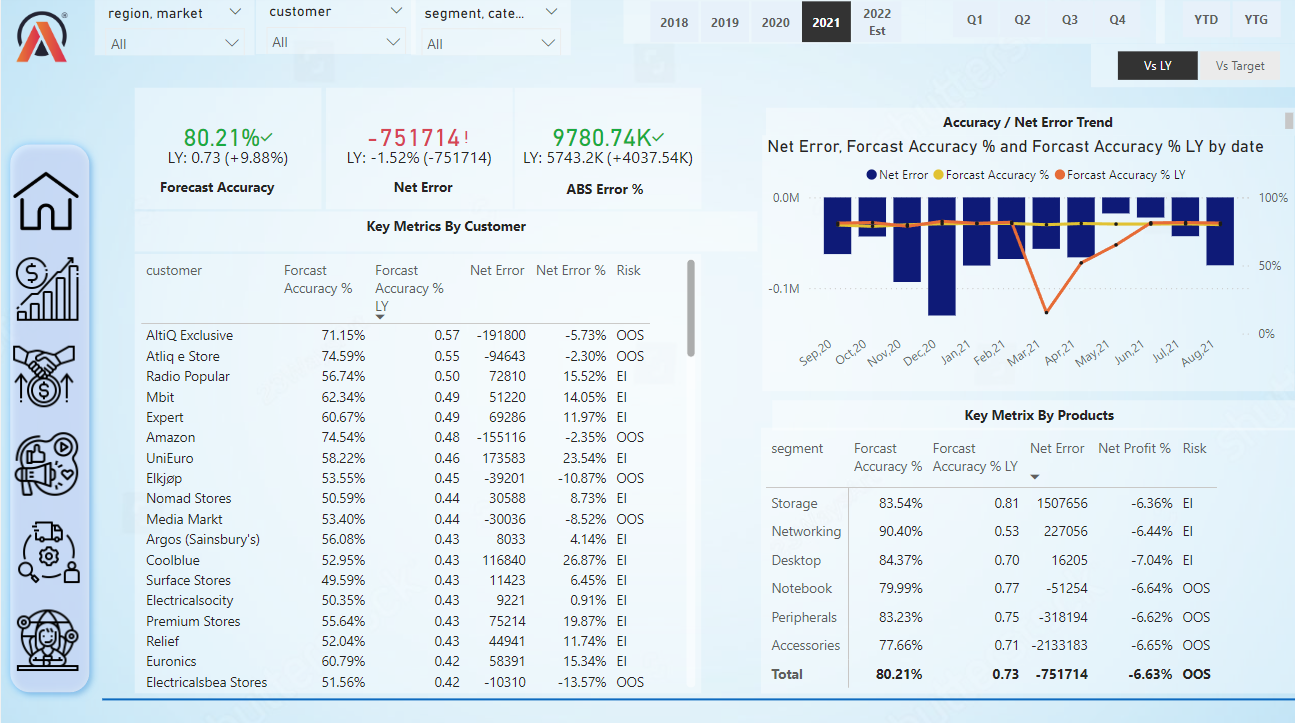 region, market
customer
segment, cate...
All
All
All
2018 2019 2020 2021 2022 Est
Q1 Q2 Q3 Q4
YTD YTG
Vs LY Vs Target
80.21%
LY: 0.73 (+9.88%)
Forecast Accuracy
-751714!
LY: -1.52% (-751714)
Net Error
9780.74K
LY: 5743.2K (+4037.54K)
ABS Error %
Key Metrics By Customer
customer Forcast Accuracy % Forcast Accuracy % LY Net Error Net Error % Risk
AltiQ Exclusive 71.15% 0.57 -191800 -5.73% OOS
Atliq e Store 74.59% 0.55 -94643 -2.30% OOS
Radio Popular 56.74% 0.50 72810 15.52% EI
Mbit 62.34% 0.49 51220 14.05% EI
Expert 60.67% 0.49 69286 11.97% EI
Amazon 74.54% 0.48 -155116 -2.35% OOS
UniEuro 58.22% 0.46 173583 23.54% EI
Elkjøp 53.55% 0.45 -39201 -10.87% OOS
Nomad Stores 50.59% 0.44 30588 8.73% EI
Media Markt 53.40% 0.44 -30036 -8.52% OOS
Argos (Sainsbury's) 56.08% 0.43 8033 4.14% EI
Coolblue 52.95% 0.43 116840 26.87% EI
Surface Stores 49.59% 0.43 11423 6.45% EI
Electricalsocity 50.35% 0.43 9221 0.91% EI
Premium Stores 55.64% 0.43 75214 19.87% EI
Relief 52.04% 0.43 44941 11.74% EI
Euronics 60.79% 0.42 58391 15.34% EI
Electricalsbea Stores 51.56% 0.42 -10310 -13.57% OOS
Accuracy / Net Error Trend
Net Error, Forcast Accuracy % and Forcast Accuracy % LY by date
Net Error Forcast Accuracy % Forcast Accuracy % LY
0.0M 100%
50%
-0.1M
0%
Sep,20 Oct,20 Nov,20 Dec,20 Jan,21 Feb,21 Mar,21 Apr,21 May,21 Jun,21 Jul,21 Aug,21
Key Metrix By Products
segment Forcast Accuracy % Forcast Accuracy % LY Net Error Net Profit % Risk
Storage 83.54% 0.81 1507656 -6.36% EI
Networking 90.40% 0.53 227056 -6.44% EI
Desktop 84.37% 0.70 16205 -7.04% EI
Notebook 79.99% 0.77 -51254 -6.64% OOS
Peripherals 83.23% 0.75 -318194 -6.62% OOS
Accessories 77.66% 0.71 -2133183 -6.65% OOS
Total 80.21% 0.73 -751714 -6.63% OOS